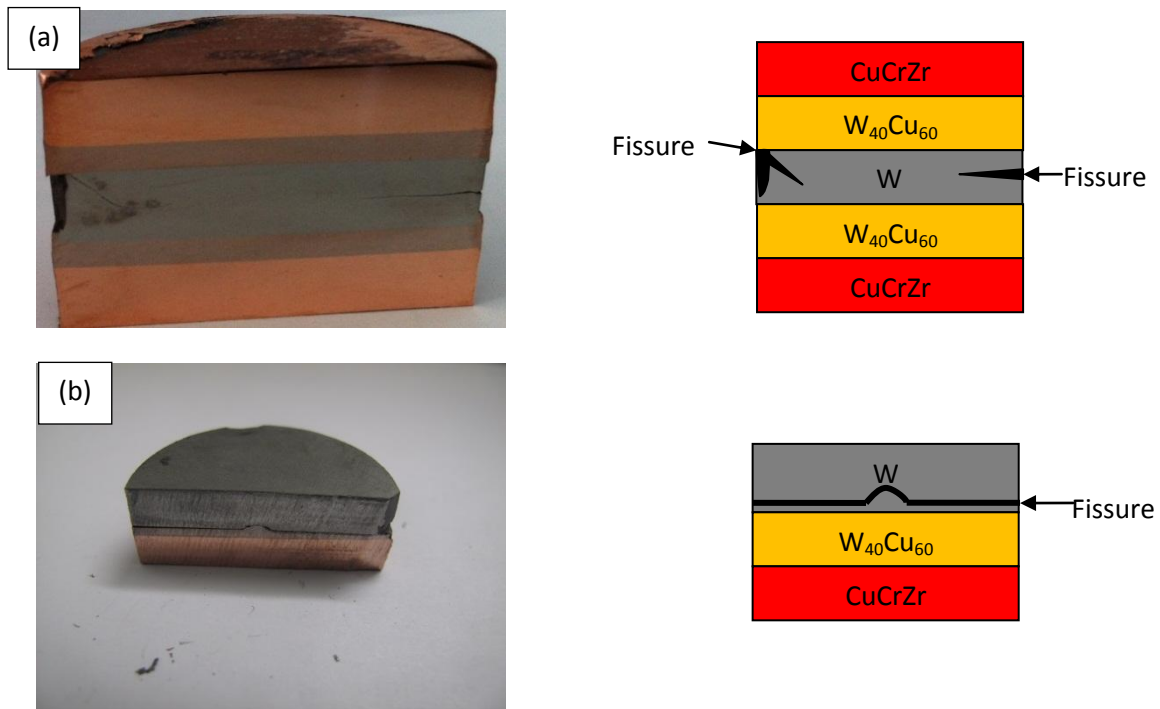 (a)
CuCrZr
W₄₀Cu₆₀
Fissure
W
Fissure
W₄₀Cu₆₀
CuCrZr
(b)
W
Fissure
W₄₀Cu₆₀
CuCrZr